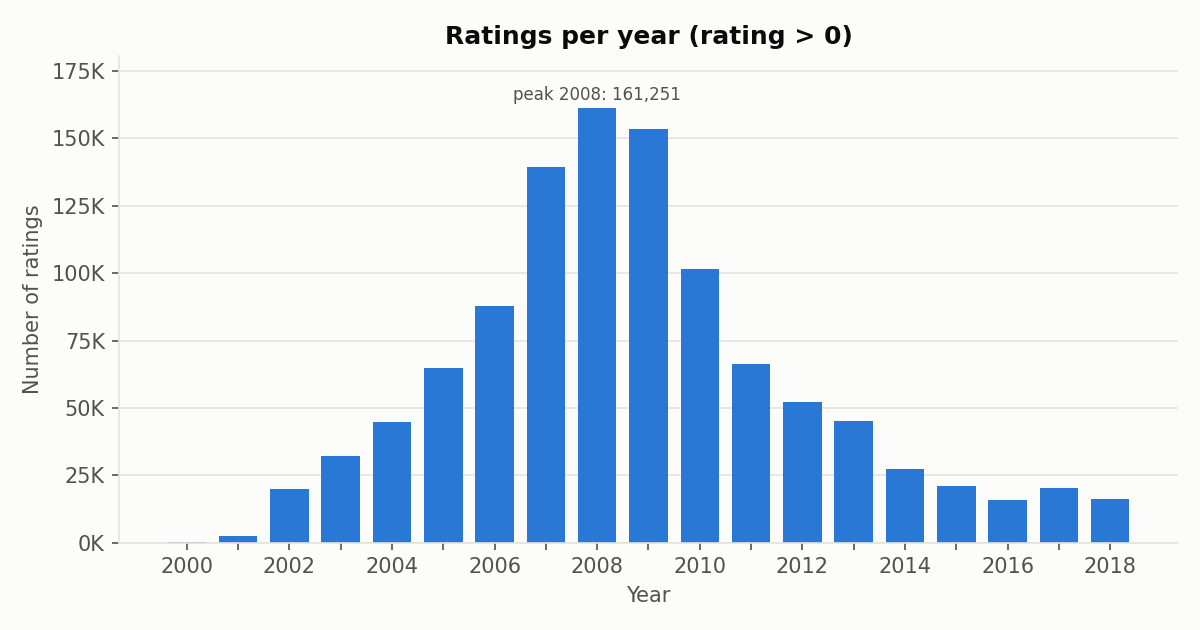 Ratings per year (rating > 0)
175K
peak 2008: 161,251
150K
125K
100K
75K
50K
25K
0K
Number of ratings
2000 2002 2004 2006 2008 2010 2012 2014 2016 2018
Year